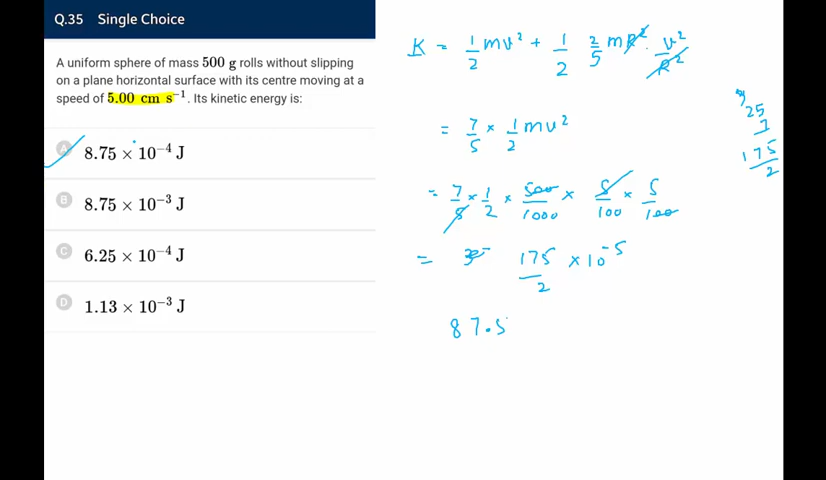 Q.35 Single Choice
A uniform sphere of mass 500 g rolls without slipping
on a plane horizontal surface with its centre moving at a
speed of 5.00 cm s⁻¹. Its kinetic energy is:
A 8.75 × 10⁻⁴ J
B 8.75 × 10⁻³ J
C 6.25 × 10⁻⁴ J
D 1.13 × 10⁻³ J
K = 1/2 mv² + 1/2 2/5 mR² · v²/R²
= 7/5 × 1/2 mv²
= 7/5 × 1/2 × 500/1000 × 5/100 × 5/100
= 175/2 × 10⁻⁵
87.5
25
7
175
2